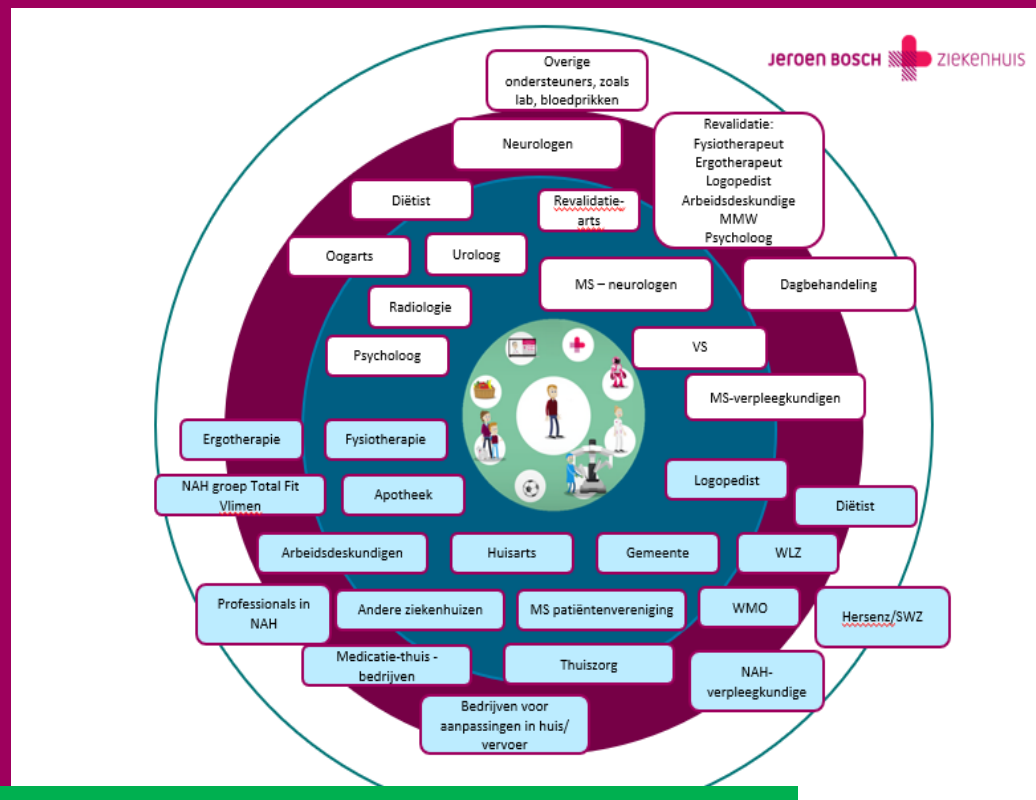 JEROEN BOSCH ZIEKENHUIS
Overige
ondersteuners, zoals
lab, bloedprikken
Neurologen
Revalidatie:
Fysiotherapeut
Ergotherapeut
Logopedist
Arbeidsdeskundige
MMW
Psycholoog
Diëtist
Revalidatie-
arts
Oogarts
Uroloog
MS – neurologen
Dagbehandeling
Radiologie
Psycholoog
VS
MS-verpleegkundigen
Ergotherapie
Fysiotherapie
NAH groep Total Fit
Vlimen
Apotheek
Logopedist
Diëtist
Arbeidsdeskundigen
Huisarts
Gemeente
WLZ
Professionals in
NAH
Andere ziekenhuizen
MS patiëntenvereniging
WMO
Hersenz/SWZ
Medicatie-thuis -
bedrijven
Thuiszorg
NAH-
verpleegkundige
Bedrijven voor
aanpassingen in huis/
vervoer